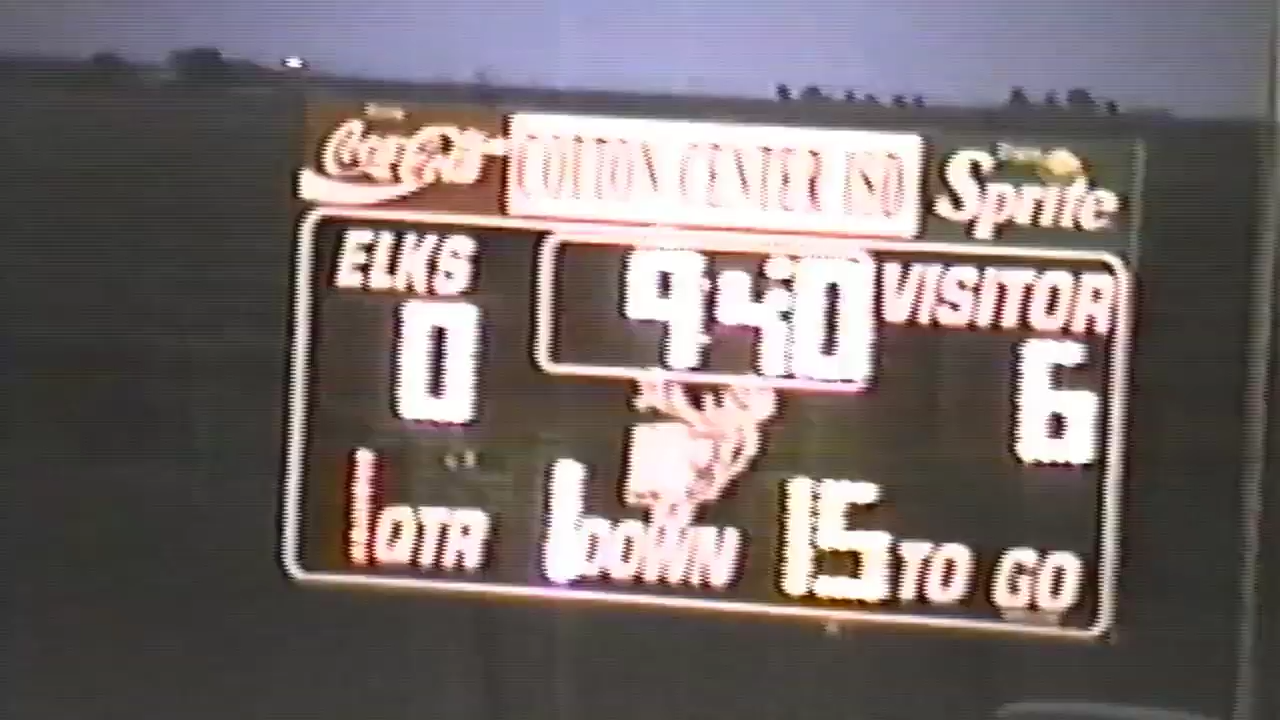 Coca-Cola COTTON CENTER ISD Sprite
ELKS 9:40 VISITOR
0 6
1 QTR 1 DOWN 15 TO GO